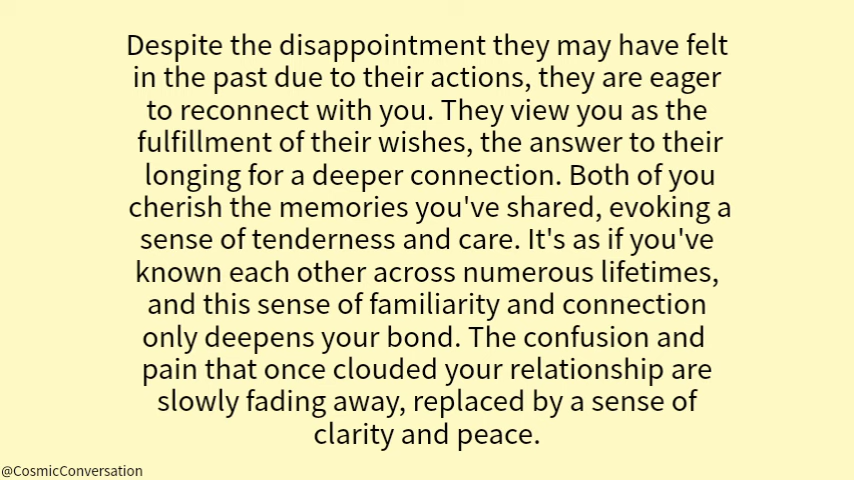 Despite the disappointment they may have felt
in the past due to their actions, they are eager
to reconnect with you. They view you as the
fulfillment of their wishes, the answer to their
longing for a deeper connection. Both of you
cherish the memories you've shared, evoking a
sense of tenderness and care. It's as if you've
known each other across numerous lifetimes,
and this sense of familiarity and connection
only deepens your bond. The confusion and
pain that once clouded your relationship are
slowly fading away, replaced by a sense of
clarity and peace.
@CosmicConversation